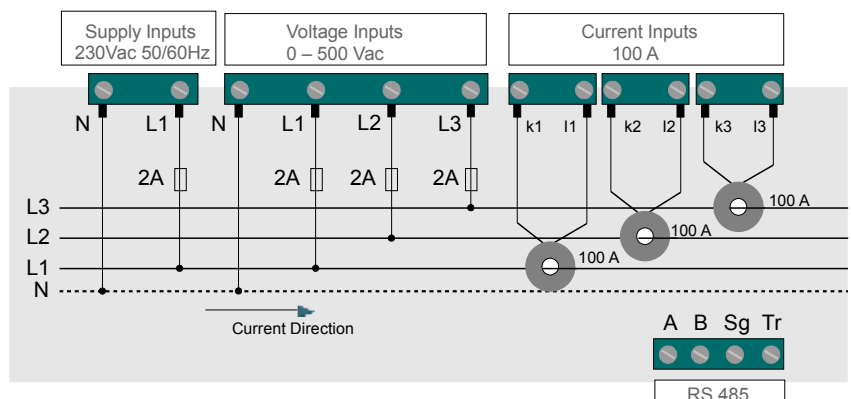 Supply Inputs
230Vac 50/60Hz
Voltage Inputs
0 – 500 Vac
Current Inputs
100 A
N L1 N L1 L2 L3 k1 l1 k2 l2 k3 l3
2A 2A 2A 2A
L3 100 A
L2 100 A
L1 100 A
N
Current Direction
A B Sg Tr
RS 485